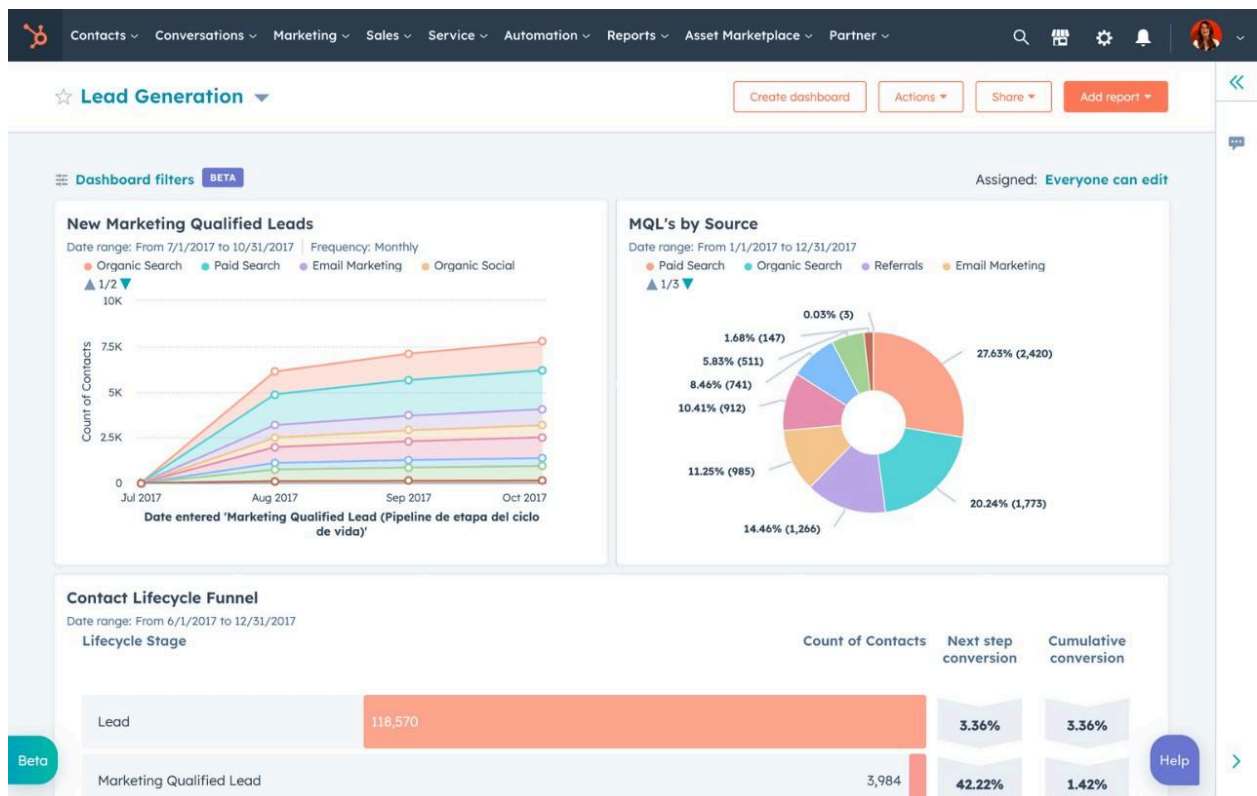 Contacts Conversations Marketing Sales Service Automation Reports Asset Marketplace Partner
Lead Generation
Create dashboard
Actions
Share
Add report
Dashboard filters BETA
Assigned: Everyone can edit
New Marketing Qualified Leads
Date range: From 7/1/2017 to 10/31/2017 | Frequency: Monthly
Organic Search Paid Search Email Marketing Organic Social
1/2
10K
7.5K
5K
2.5K
0
Count of Contacts
Jul 2017 Aug 2017 Sep 2017 Oct 2017
Date entered 'Marketing Qualified Lead (Pipeline de etapa del ciclo
de vida)'
MQL's by Source
Date range: From 1/1/2017 to 12/31/2017
Paid Search Organic Search Referrals Email Marketing
1/3
0.03% (3)
1.68% (147)
5.83% (511)
8.46% (741)
10.41% (912)
11.25% (985)
14.46% (1,266)
20.24% (1,773)
27.63% (2,420)
Contact Lifecycle Funnel
Date range: From 6/1/2017 to 12/31/2017
Lifecycle Stage
Count of Contacts
Next step
conversion
Cumulative
conversion
Lead 118,570 3.36% 3.36%
Marketing Qualified Lead 3,984 42.22% 1.42%
Beta
Help